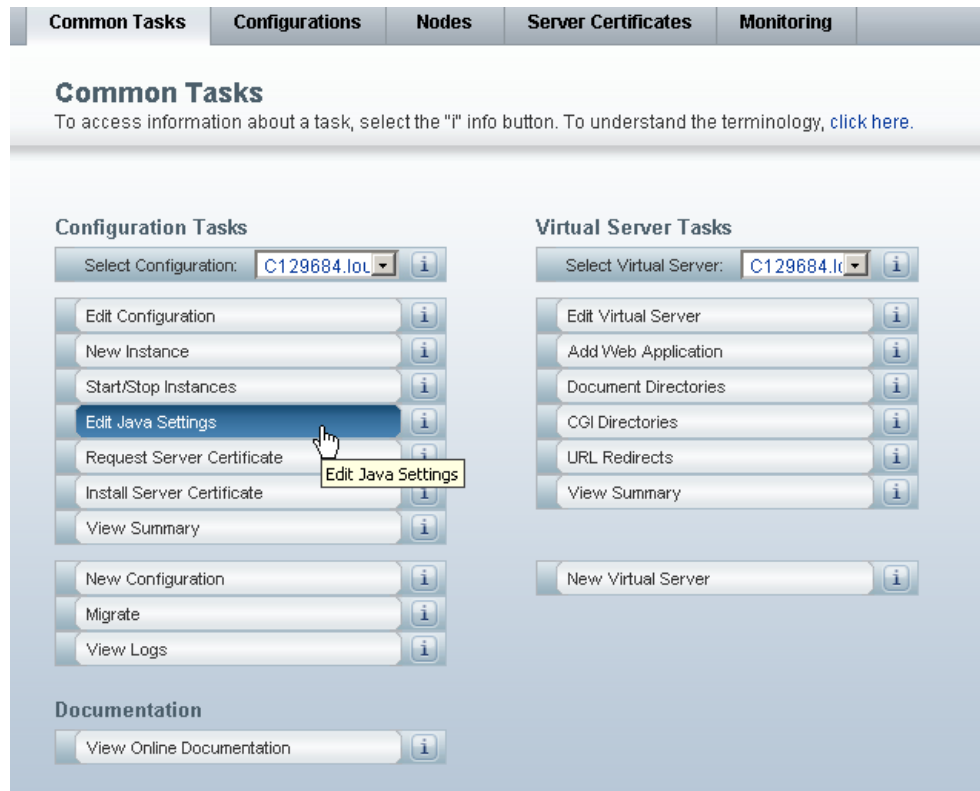 Common Tasks Configurations Nodes Server Certificates Monitoring
Common Tasks
To access information about a task, select the "i" info button. To understand the terminology, click here.
Configuration Tasks
Select Configuration: C129684.lou
i
Edit Configuration i
New Instance i
Start/Stop Instances i
Edit Java Settings i
Request Server Certificate i
Edit Java Settings
Install Server Certificate i
View Summary i
New Configuration i
Migrate i
View Logs i
Documentation
View Online Documentation i
Virtual Server Tasks
Select Virtual Server: C129684.lo i
Edit Virtual Server i
Add Web Application i
Document Directories i
CGI Directories i
URL Redirects i
View Summary i
New Virtual Server i